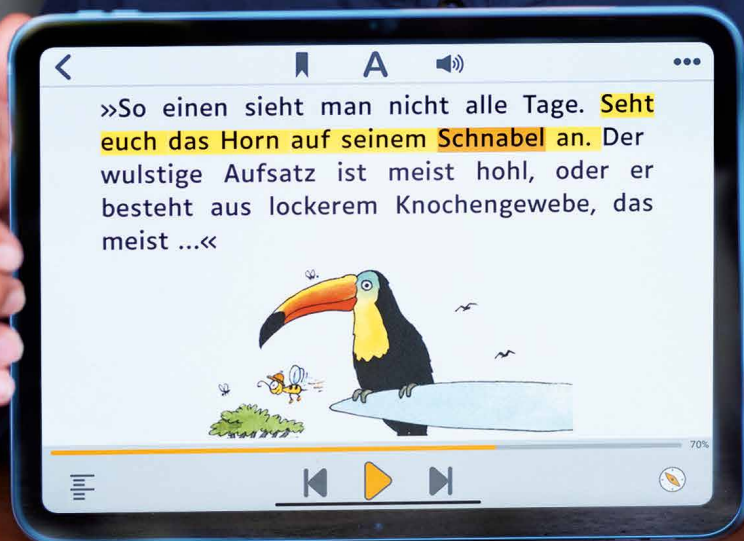 A
»So einen sieht man nicht alle Tage. Seht
euch das Horn auf seinem Schnabel an. Der
wulstige Aufsatz ist meist hohl, oder er
besteht aus lockerem Knochengewebe, das
meist ...«
70%